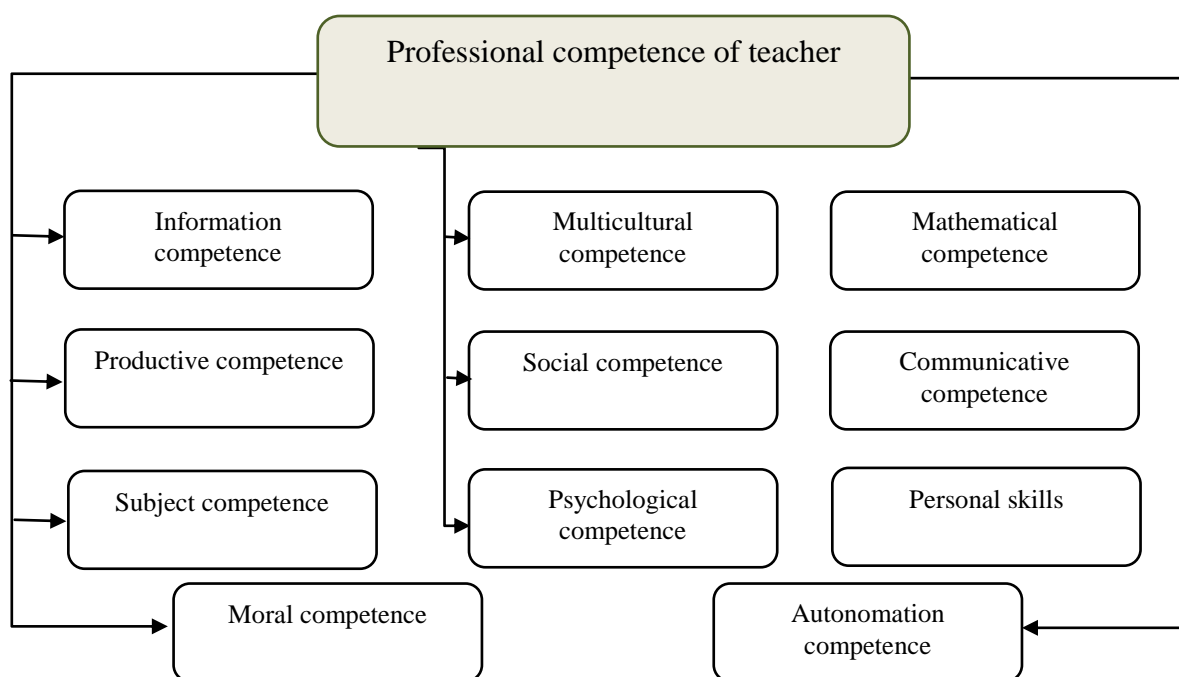 Professional competence of teacher
Information
competence
Multicultural
competence
Mathematical
competence
Productive competence
Social competence
Communicative
competence
Subject competence
Psychological
competence
Personal skills
Moral competence
Autonomation
competence